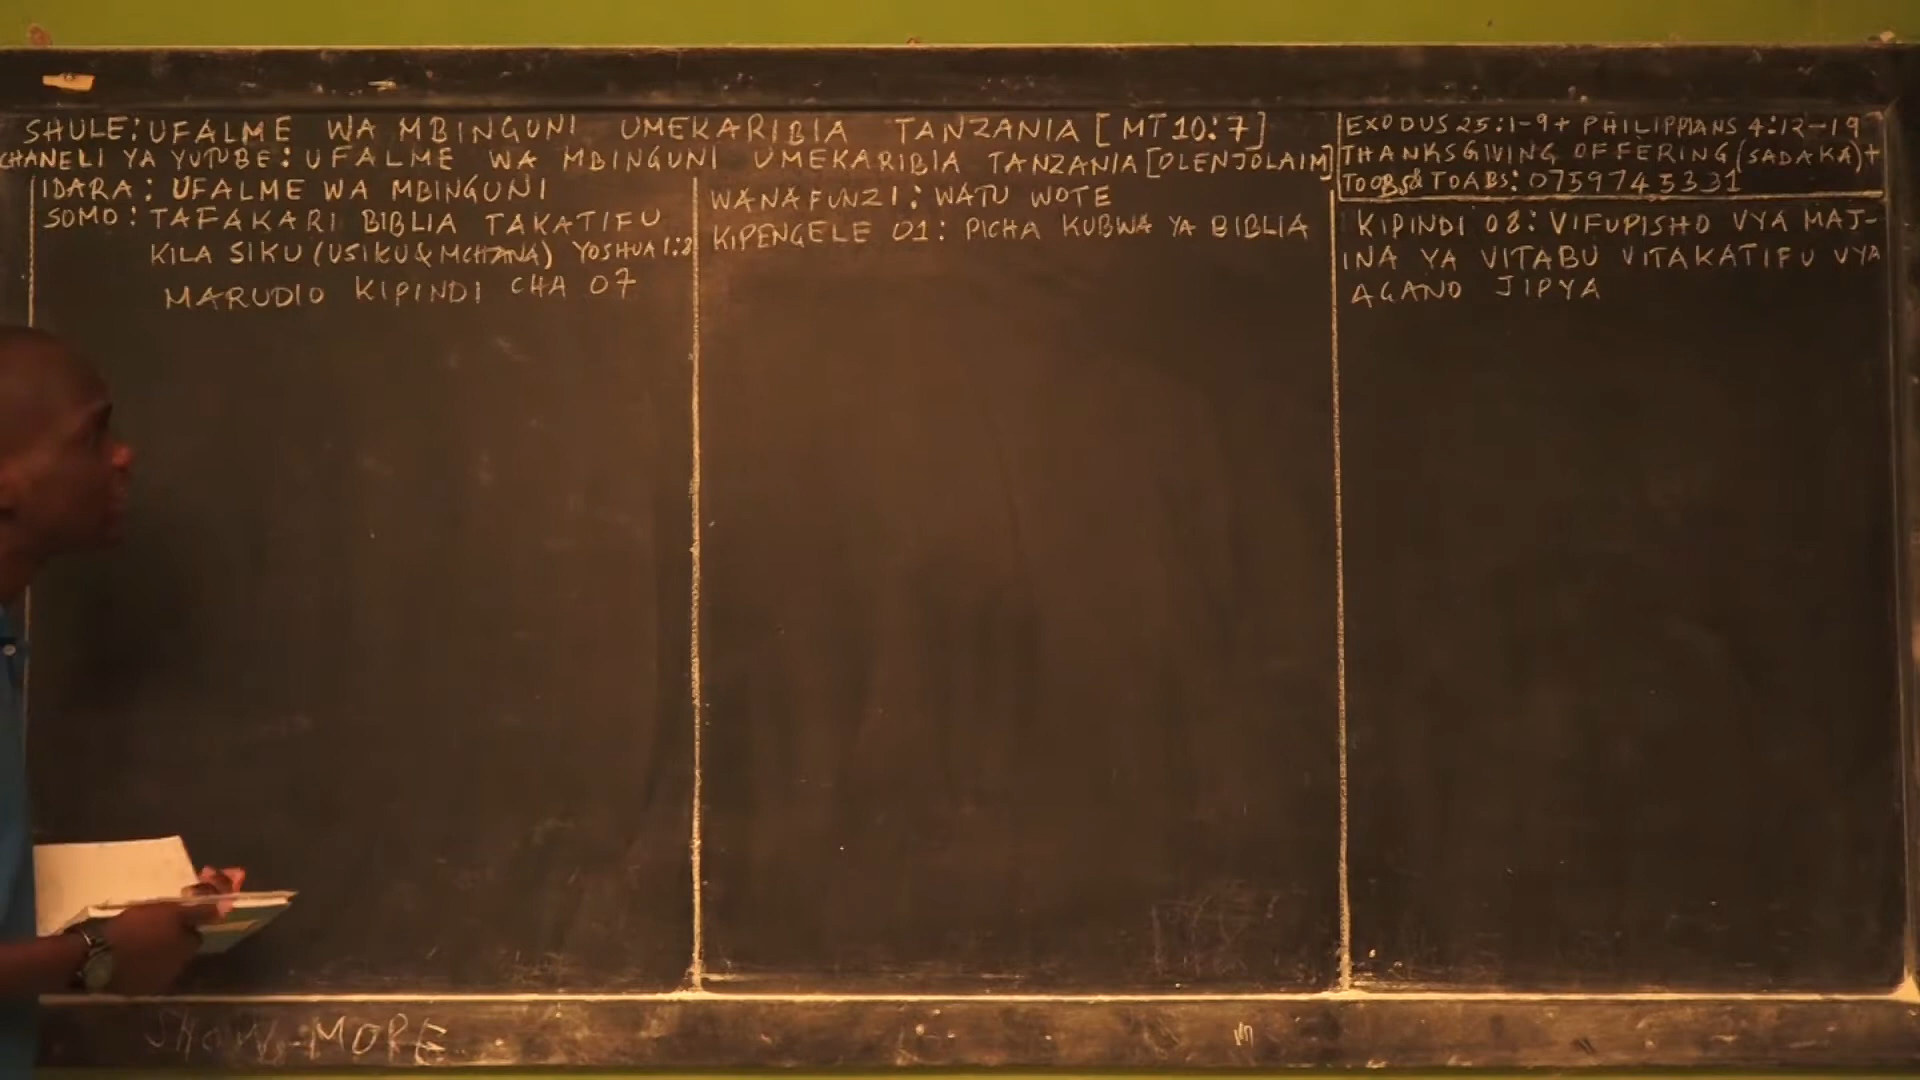 SHULE: UFALME WA MBINGUNI UMEKARIBIA TANZANIA [MT 10:7]
CHANELI YA YUTUBE: UFALME WA MBINGUNI UMEKARIBIA TANZANIA [OLENJOLAIM]
IDARA: UFALME WA MBINGUNI
SOMO: TAFAKARI BIBLIA TAKATIFU
KILA SIKU (USIKU & MCHANA) YOSHUA 1:8
MARUDIO KIPINDI CHA 07
WANAFUNZI: WATU WOTE
KIPENGELE 01: PICHA KUBWA YA BIBLIA
EXODUS 25:1-9 + PHILIPPIANS 4:12-19
THANKSGIVING OFFERING (SADAKA) +
TOOBS & TOABS: 0759745331
KIPINDI 08: VIFUPISHO VYA MAJ-
INA YA VITABU VITAKATIFU VYA
AGANO JIPYA
SHOW MORE